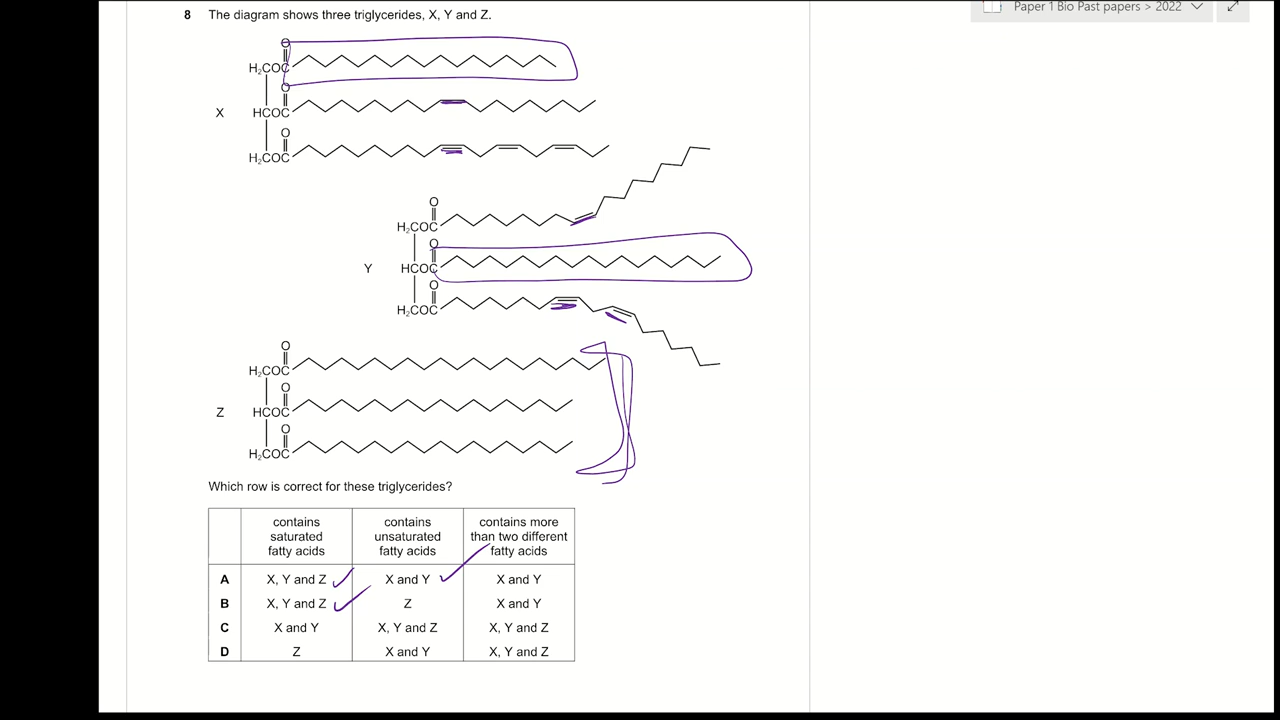 Paper 1 Bio Past papers > 2022
8 The diagram shows three triglycerides, X, Y and Z.
O
H₂COC
O
X HCOC
O
H₂COC
O
H₂COC
O
Y HCOC
O
H₂COC
O
H₂COC
O
Z HCOC
O
H₂COC
Which row is correct for these triglycerides?
contains saturated fatty acids contains unsaturated fatty acids contains more than two different fatty acids
A X, Y and Z X and Y X and Y
B X, Y and Z Z X and Y
C X and Y X, Y and Z X, Y and Z
D Z X and Y X, Y and Z